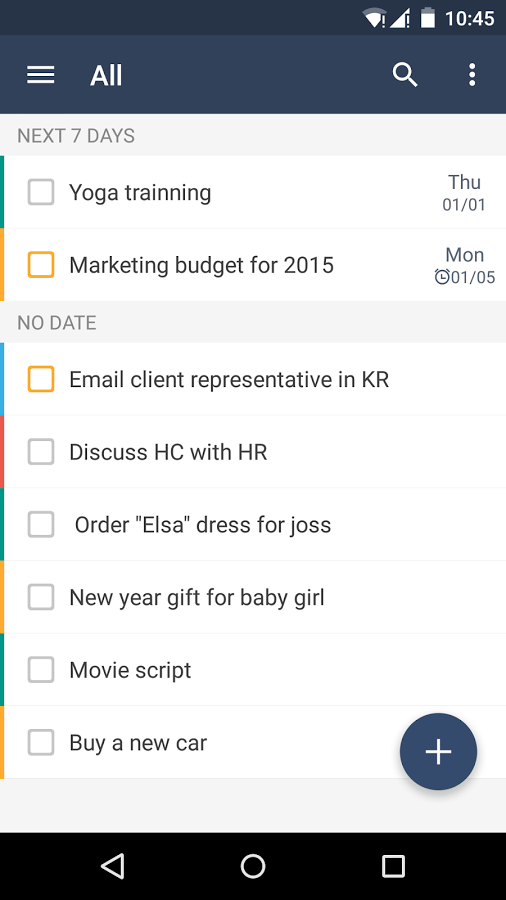 10:45
All
NEXT 7 DAYS
Yoga trainning
Thu
01/01
Marketing budget for 2015
Mon
01/05
NO DATE
Email client representative in KR
Discuss HC with HR
Order "Elsa" dress for joss
New year gift for baby girl
Movie script
Buy a new car